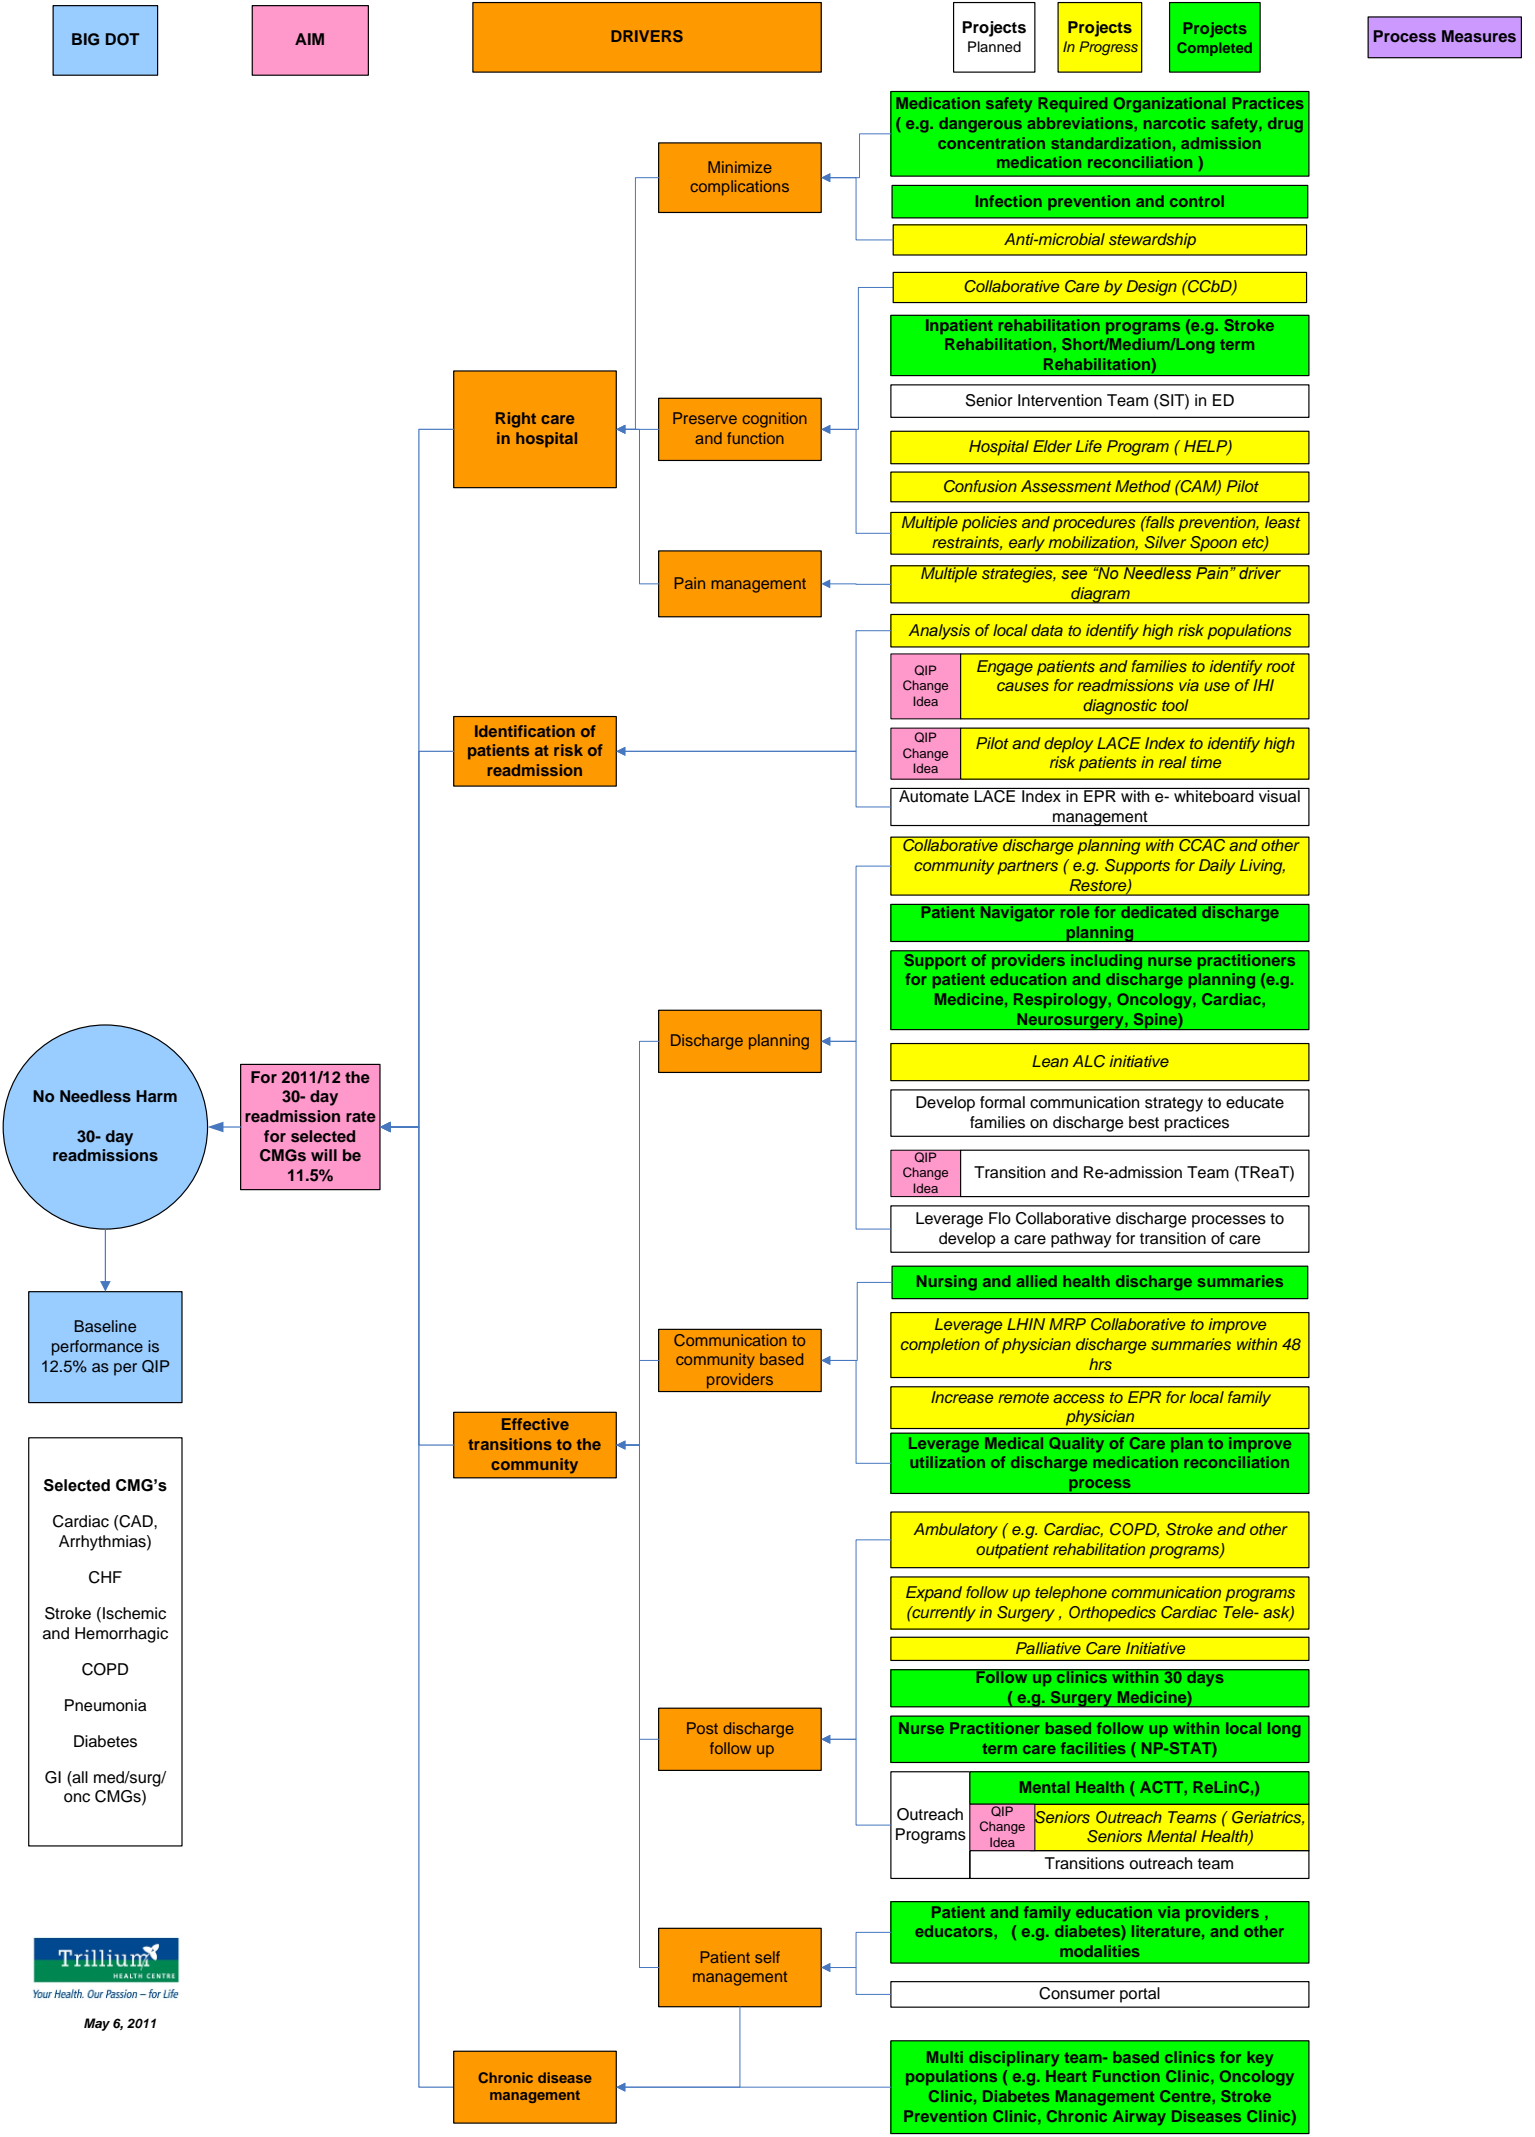 BIG DOT
AIM
DRIVERS
Projects
Planned
Projects
In Progress
Projects
Completed
Process Measures
Medication safety Required Organizational Practices
( e.g. dangerous abbreviations, narcotic safety, drug
concentration standardization, admission
medication reconciliation )
Minimize
complications
Infection prevention and control
Anti-microbial stewardship
Collaborative Care by Design (CCbD)
Inpatient rehabilitation programs (e.g. Stroke
Rehabilitation, Short/Medium/Long term
Rehabilitation)
Right care
in hospital
Preserve cognition
and function
Senior Intervention Team (SIT) in ED
Hospital Elder Life Program ( HELP)
Confusion Assessment Method (CAM) Pilot
Multiple policies and procedures (falls prevention, least
restraints, early mobilization, Silver Spoon etc)
Pain management
Multiple strategies, see “No Needless Pain” driver
diagram
Analysis of local data to identify high risk populations
QIP
Change
Idea
Engage patients and families to identify root
causes for readmissions via use of IHI
diagnostic tool
Identification of
patients at risk of
readmission
QIP
Change
Idea
Pilot and deploy LACE Index to identify high
risk patients in real time
Automate LACE Index in EPR with e- whiteboard visual
management
Collaborative discharge planning with CCAC and other
community partners ( e.g. Supports for Daily Living,
Restore)
Patient Navigator role for dedicated discharge
planning
Support of providers including nurse practitioners
for patient education and discharge planning (e.g.
Medicine, Respirology, Oncology, Cardiac,
Neurosurgery, Spine)
Discharge planning
Lean ALC initiative
No Needless Harm
30- day
readmissions
For 2011/12 the
30- day
readmission rate
for selected
CMGs will be
11.5%
Develop formal communication strategy to educate
families on discharge best practices
QIP
Change
Idea
Transition and Re-admission Team (TReaT)
Leverage Flo Collaborative discharge processes to
develop a care pathway for transition of care
Nursing and allied health discharge summaries
Baseline
performance is
12.5% as per QIP
Communication to
community based
providers
Leverage LHIN MRP Collaborative to improve
completion of physician discharge summaries within 48
hrs
Increase remote access to EPR for local family
physician
Effective
transitions to the
community
Leverage Medical Quality of Care plan to improve
utilization of discharge medication reconciliation
process
Selected CMG’s
Cardiac (CAD,
Arrhythmias)
CHF
Stroke (Ischemic
and Hemorrhagic
COPD
Pneumonia
Diabetes
GI (all med/surg/
onc CMGs)
Ambulatory ( e.g. Cardiac, COPD, Stroke and other
outpatient rehabilitation programs)
Expand follow up telephone communication programs
(currently in Surgery , Orthopedics Cardiac Tele- ask)
Palliative Care Initiative
Follow up clinics within 30 days
( e.g. Surgery Medicine)
Post discharge
follow up
Nurse Practitioner based follow up within local long
term care facilities ( NP-STAT)
Outreach
Programs
Mental Health ( ACTT, ReLinC,)
QIP
Change
Idea
Seniors Outreach Teams ( Geriatrics,
Seniors Mental Health)
Transitions outreach team
Patient and family education via providers ,
educators, ( e.g. diabetes) literature, and other
modalities
Patient self
management
Consumer portal
Trillium
HEALTH CENTRE
Your Health. Our Passion – for Life
May 6, 2011
Chronic disease
management
Multi disciplinary team- based clinics for key
populations ( e.g. Heart Function Clinic, Oncology
Clinic, Diabetes Management Centre, Stroke
Prevention Clinic, Chronic Airway Diseases Clinic)